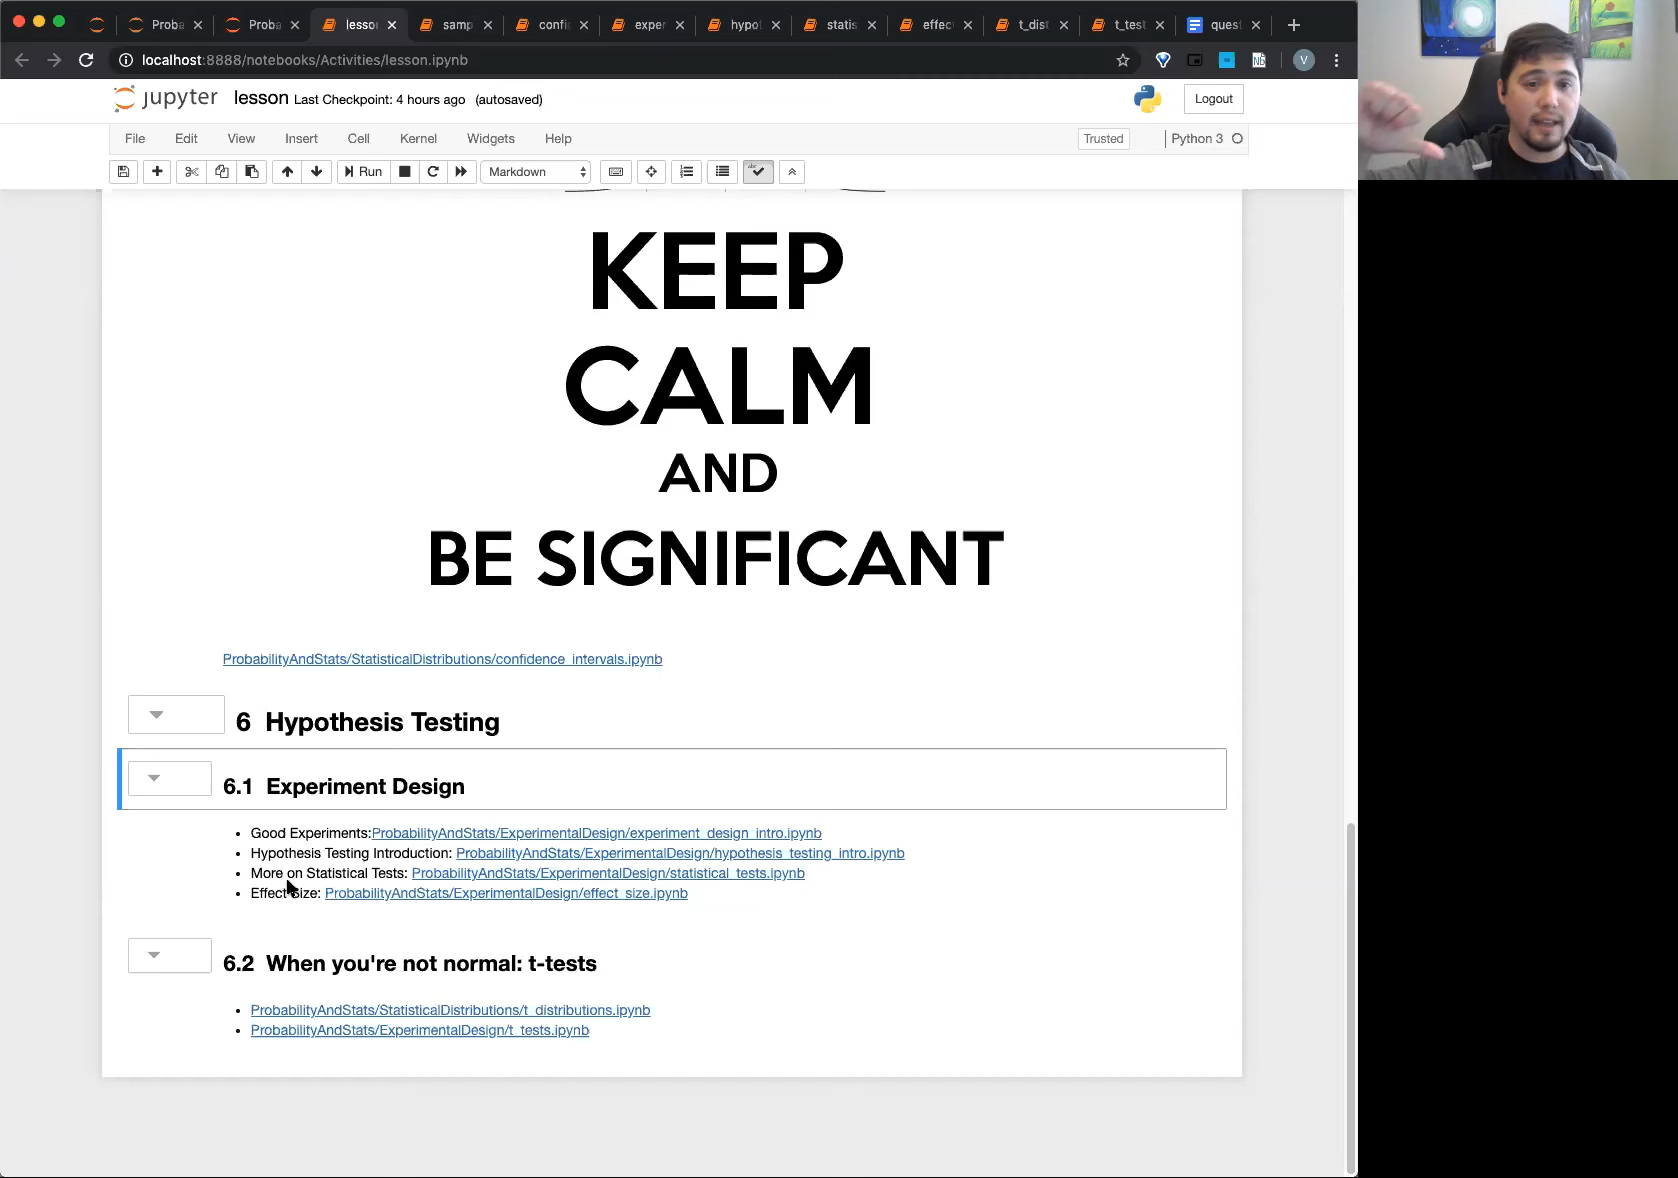 Proba
Proba
lesso
samp
confi
exper
hypo
statis
effec
t_dist
t_test
quest
localhost:8888/notebooks/Activities/lesson.ipynb
V
jupyter lesson Last Checkpoint: 4 hours ago (autosaved)
Logout
File Edit View Insert Cell Kernel Widgets Help
Trusted
Python 3
Run
Markdown
KEEP
CALM
AND
BE SIGNIFICANT
ProbabilityAndStats/StatisticalDistributions/confidence_intervals.ipynb
6 Hypothesis Testing
6.1 Experiment Design
Good Experiments:ProbabilityAndStats/ExperimentalDesign/experiment_design_intro.ipynb
Hypothesis Testing Introduction: ProbabilityAndStats/ExperimentalDesign/hypothesis_testing_intro.ipynb
More on Statistical Tests: ProbabilityAndStats/ExperimentalDesign/statistical_tests.ipynb
Effect Size: ProbabilityAndStats/ExperimentalDesign/effect_size.ipynb
6.2 When you're not normal: t-tests
ProbabilityAndStats/StatisticalDistributions/t_distributions.ipynb
ProbabilityAndStats/ExperimentalDesign/t_tests.ipynb